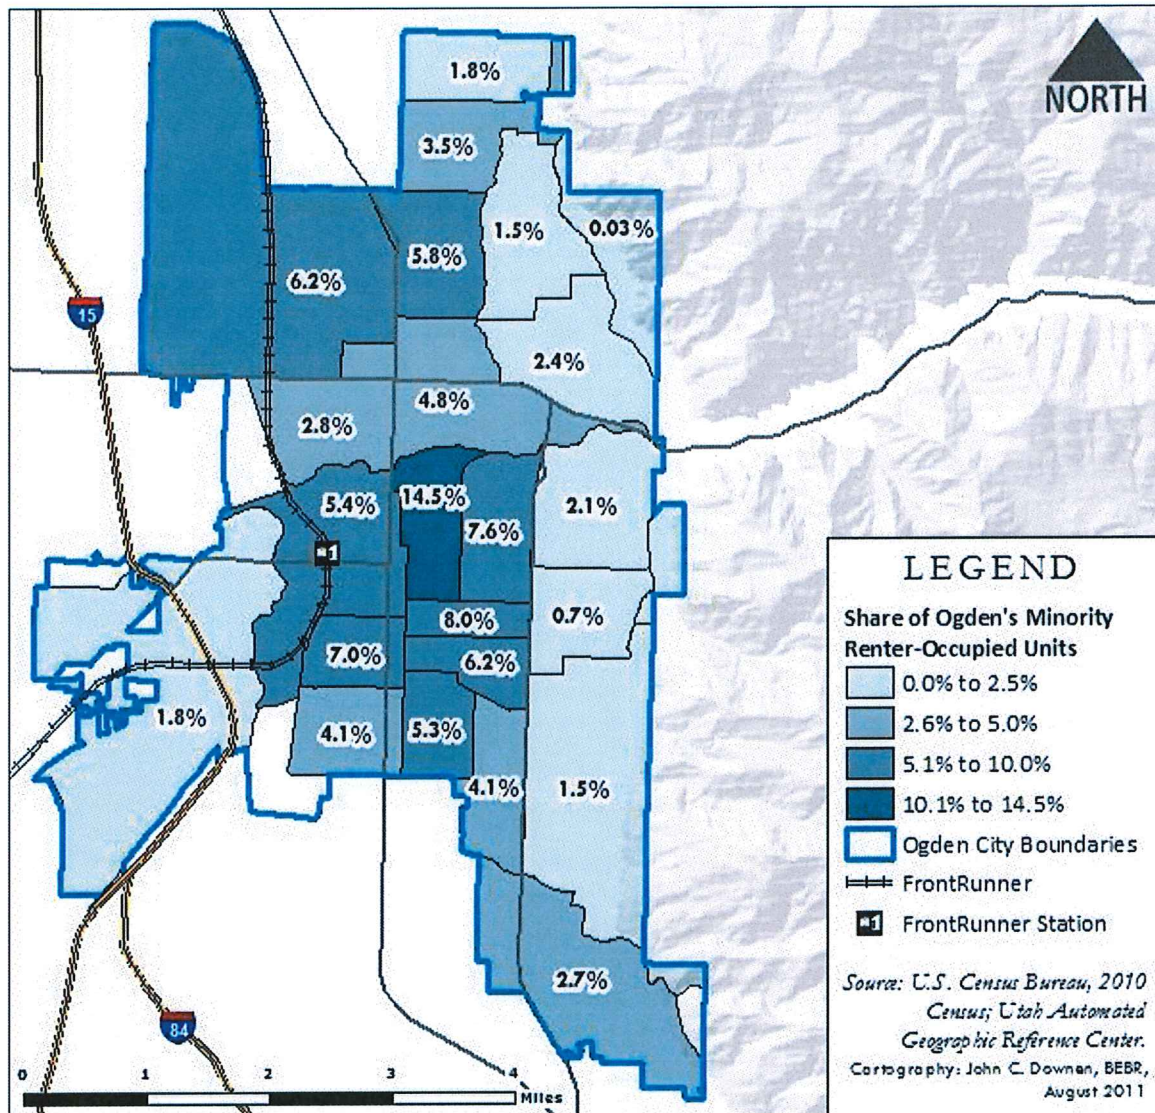 1.8%
NORTH
3.5%
1.5%
0.03%
5.8%
6.2%
15
2.4%
4.8%
2.8%
5.4%
14.5%
7.6%
2.1%
8.0%
0.7%
7.0%
6.2%
1.8%
4.1%
5.3%
4.1%
1.5%
2.7%
84
0 1 2 3 4 Miles
LEGEND
Share of Ogden's Minority
Renter-Occupied Units
0.0% to 2.5%
2.6% to 5.0%
5.1% to 10.0%
10.1% to 14.5%
Ogden City Boundaries
FrontRunner
FrontRunner Station
Source: U.S. Census Bureau, 2010
Census; Utah Automated
Geographic Reference Center.
Cartography: John C. Downen, BEBR,
August 2011